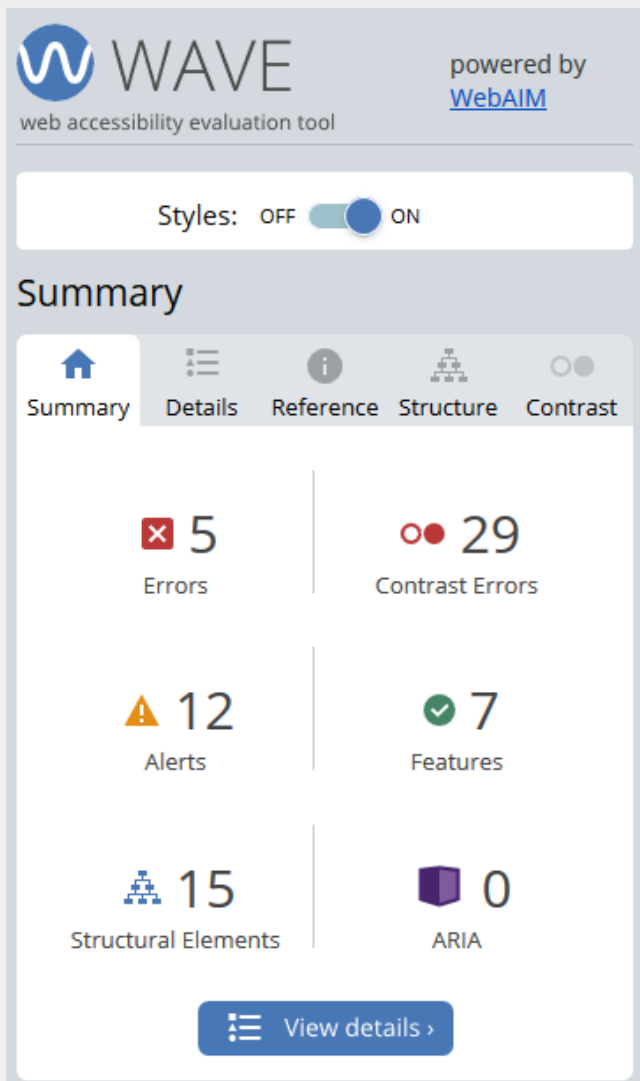 WAVE
powered by
WebAIM
web accessibility evaluation tool
Styles: OFF ON
Summary
Summary Details Reference Structure Contrast
5 29
Errors Contrast Errors
12 7
Alerts Features
15 0
Structural Elements ARIA
View details ›